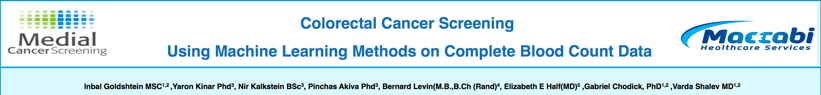 Medial
CancerScreening
Colorectal Cancer Screening
Using Machine Learning Methods on Complete Blood Count Data
Maccabi
Healthcare Services
Inbal Goldshtein MSC¹,² ,Yaron Kinar Phd³, Nir Kalkstein BSc³, Pinchas Akiva Phd³, Bernard Levin(M.B.,B.Ch (Rand)⁴, Elizabeth E Half(MD)⁵ ,Gabriel Chodick, PhD¹,² ,Varda Shalev MD¹,²